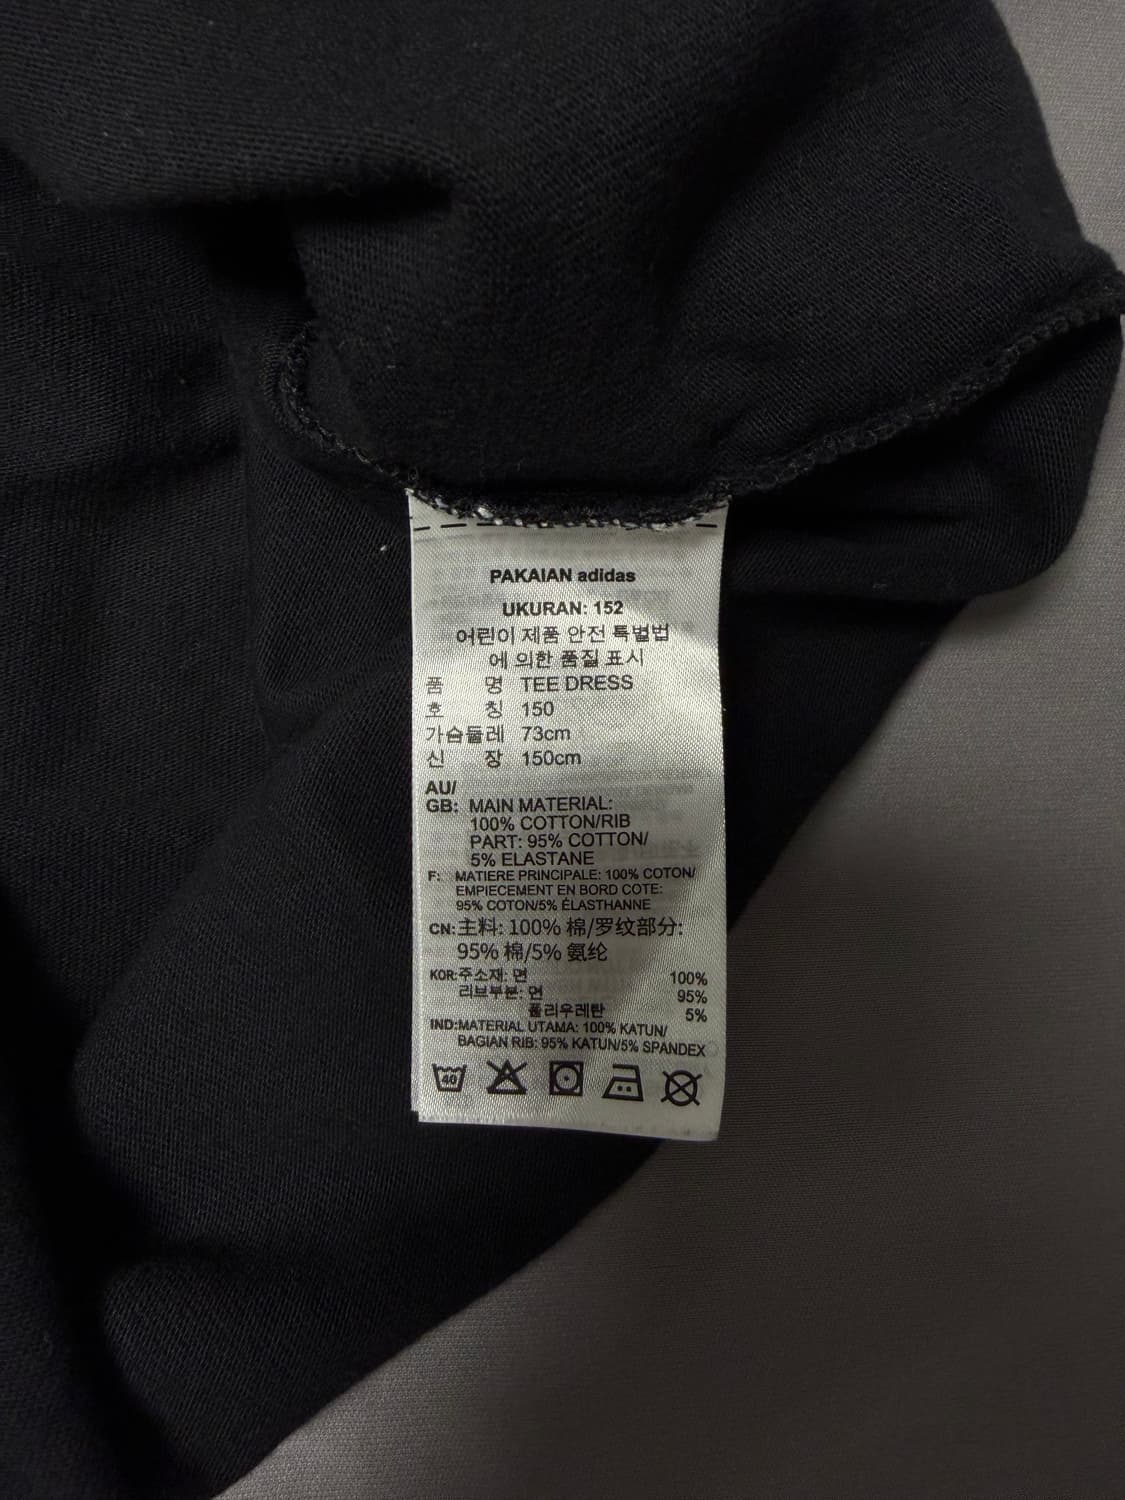 PAKAIAN adidas
UKURAN: 152
어린이 제품 안전 특별법
에 의한 품질 표시
품 명 TEE DRESS
호 칭 150
가슴둘레 73cm
신 장 150cm
AU/
GB: MAIN MATERIAL:
100% COTTON/RIB
PART: 95% COTTON/
5% ELASTANE
F: MATIERE PRINCIPALE: 100% COTON/
EMPIECEMENT EN BORD COTE:
95% COTON/5% ÉLASTHANNE
CN: 主料: 100% 棉/罗纹部分:
95% 棉/5% 氨纶
KOR: 주소재: 면 100%
리브부분: 면 95%
폴리우레탄 5%
IND: MATERIAL UTAMA: 100% KATUN/
BAGIAN RIB: 95% KATUN/5% SPANDEX
40